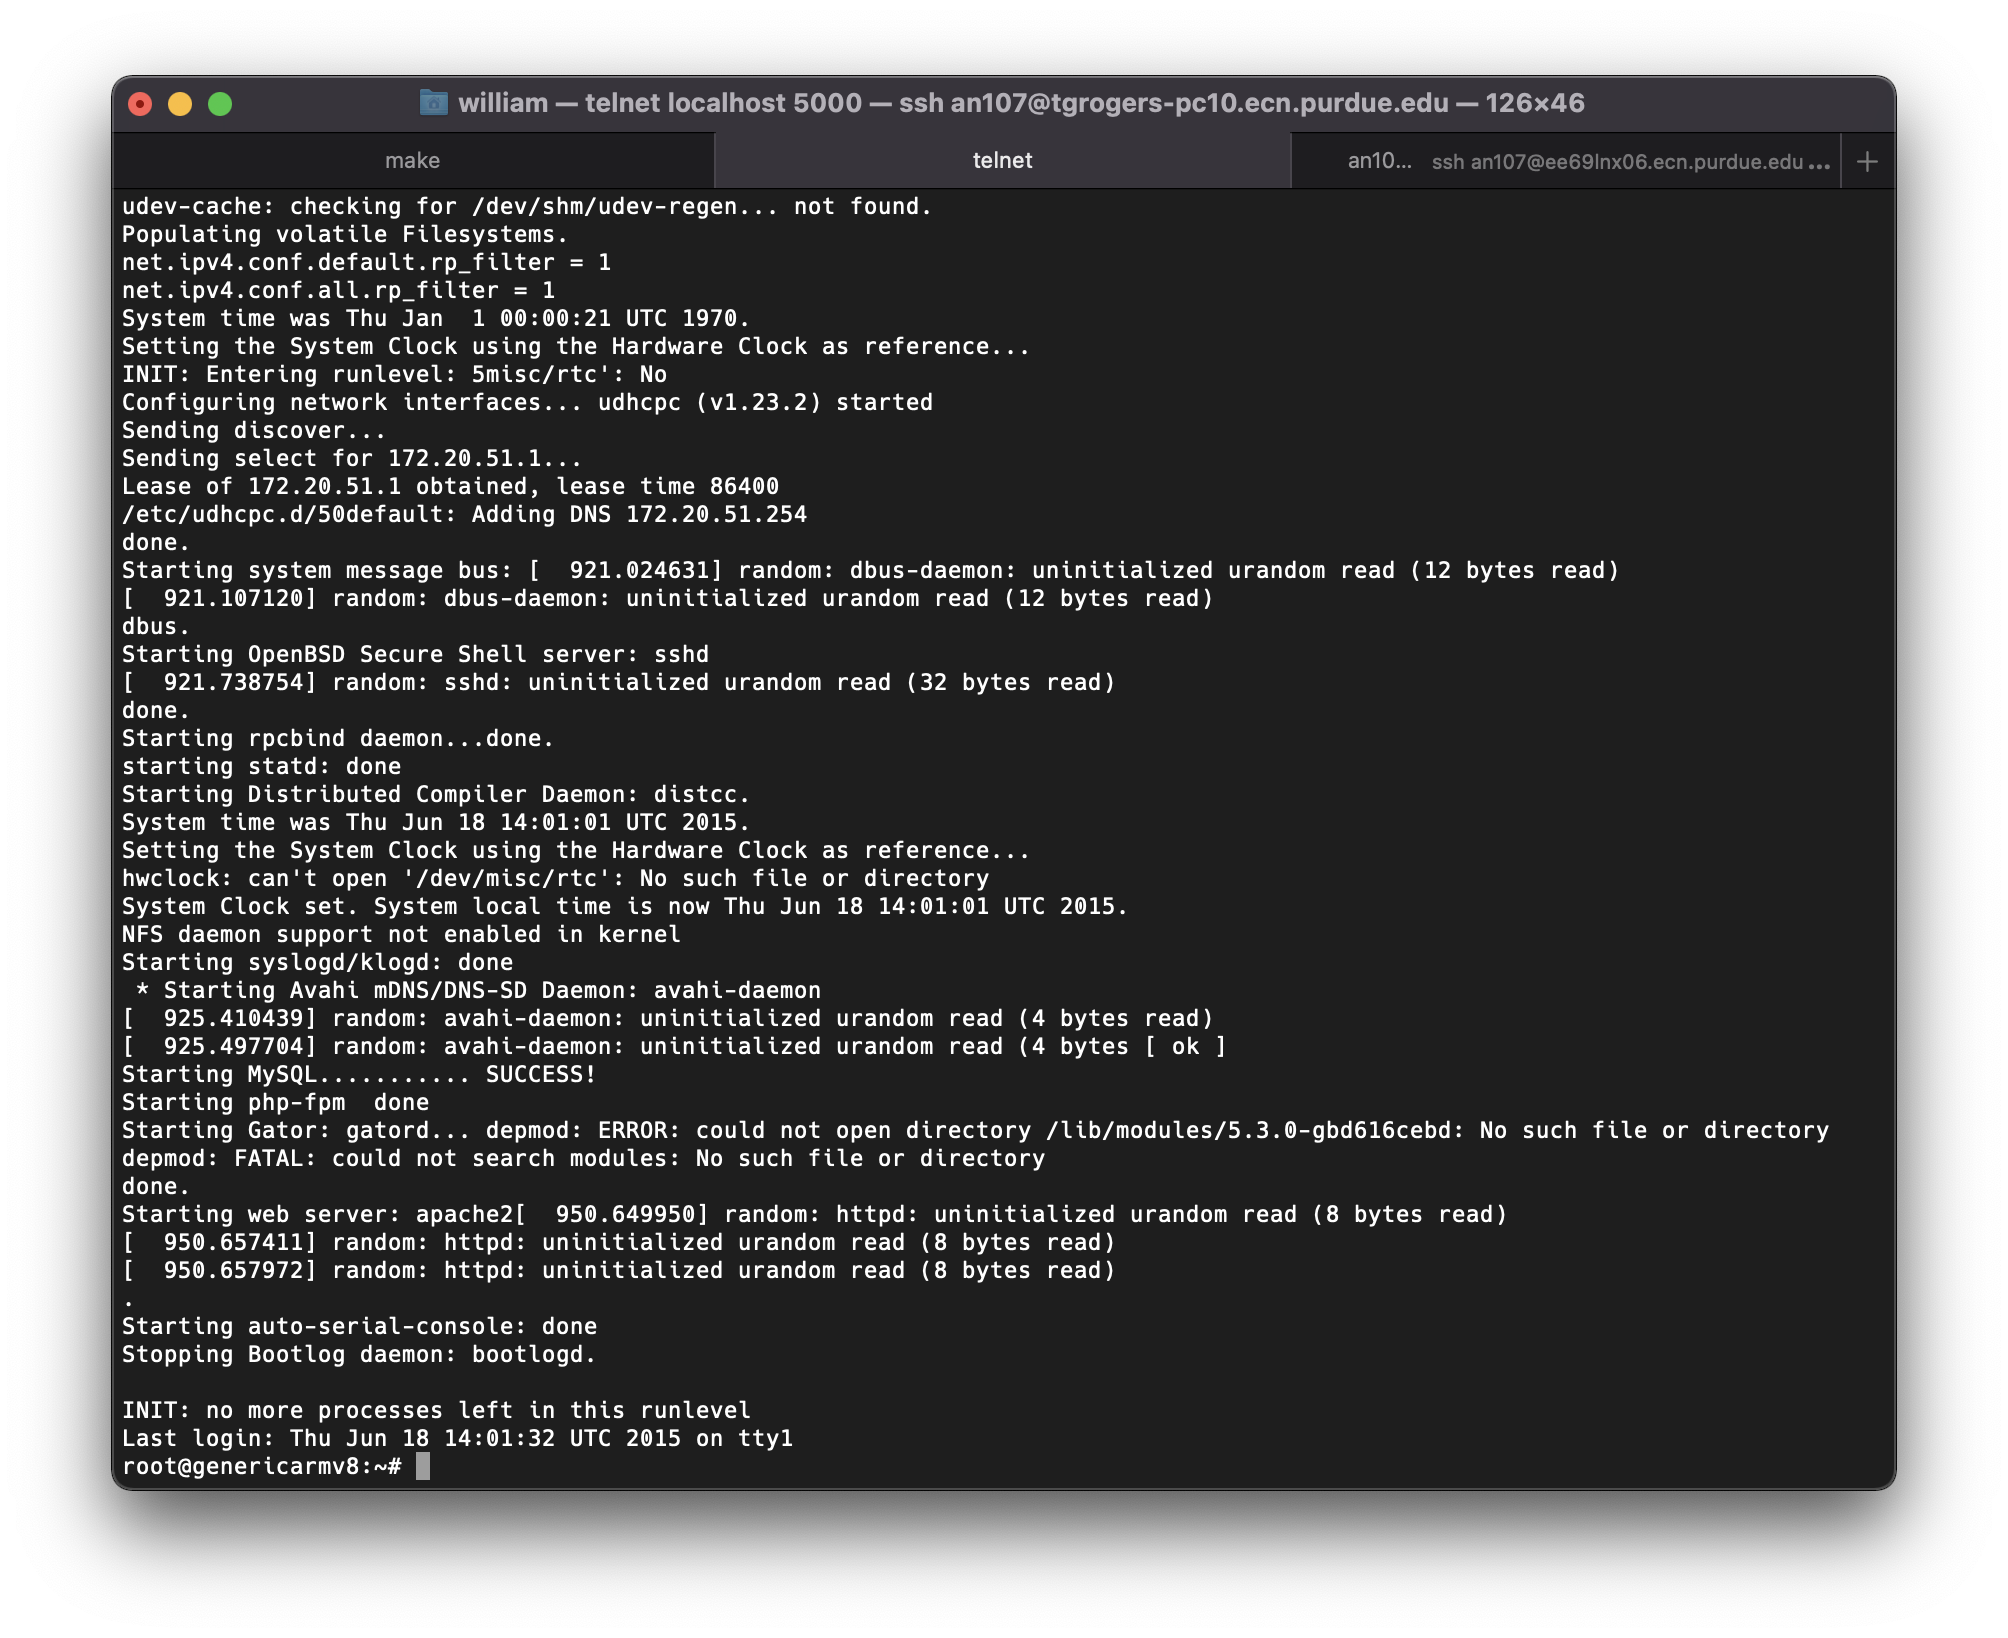 william — telnet localhost 5000 — ssh an107@tgrogers-pc10.ecn.purdue.edu — 126×46
make
telnet
an10... ssh an107@ee69lnx06.ecn.purdue.edu ...
udev-cache: checking for /dev/shm/udev-regen... not found.
Populating volatile Filesystems.
net.ipv4.conf.default.rp_filter = 1
net.ipv4.conf.all.rp_filter = 1
System time was Thu Jan  1 00:00:21 UTC 1970.
Setting the System Clock using the Hardware Clock as reference...
INIT: Entering runlevel: 5misc/rtc': No
Configuring network interfaces... udhcpc (v1.23.2) started
Sending discover...
Sending select for 172.20.51.1...
Lease of 172.20.51.1 obtained, lease time 86400
/etc/udhcpc.d/50default: Adding DNS 172.20.51.254
done.
Starting system message bus: [  921.024631] random: dbus-daemon: uninitialized urandom read (12 bytes read)
[  921.107120] random: dbus-daemon: uninitialized urandom read (12 bytes read)
dbus.
Starting OpenBSD Secure Shell server: sshd
[  921.738754] random: sshd: uninitialized urandom read (32 bytes read)
done.
Starting rpcbind daemon...done.
starting statd: done
Starting Distributed Compiler Daemon: distcc.
System time was Thu Jun 18 14:01:01 UTC 2015.
Setting the System Clock using the Hardware Clock as reference...
hwclock: can't open '/dev/misc/rtc': No such file or directory
System Clock set. System local time is now Thu Jun 18 14:01:01 UTC 2015.
NFS daemon support not enabled in kernel
Starting syslogd/klogd: done
 * Starting Avahi mDNS/DNS-SD Daemon: avahi-daemon
[  925.410439] random: avahi-daemon: uninitialized urandom read (4 bytes read)
[  925.497704] random: avahi-daemon: uninitialized urandom read (4 bytes [ ok ]
Starting MySQL........... SUCCESS!
Starting php-fpm  done
Starting Gator: gatord... depmod: ERROR: could not open directory /lib/modules/5.3.0-gbd616cebd: No such file or directory
depmod: FATAL: could not search modules: No such file or directory
done.
Starting web server: apache2[  950.649950] random: httpd: uninitialized urandom read (8 bytes read)
[  950.657411] random: httpd: uninitialized urandom read (8 bytes read)
[  950.657972] random: httpd: uninitialized urandom read (8 bytes read)
.
Starting auto-serial-console: done
Stopping Bootlog daemon: bootlogd.
INIT: no more processes left in this runlevel
Last login: Thu Jun 18 14:01:32 UTC 2015 on tty1
root@genericarmv8:~#